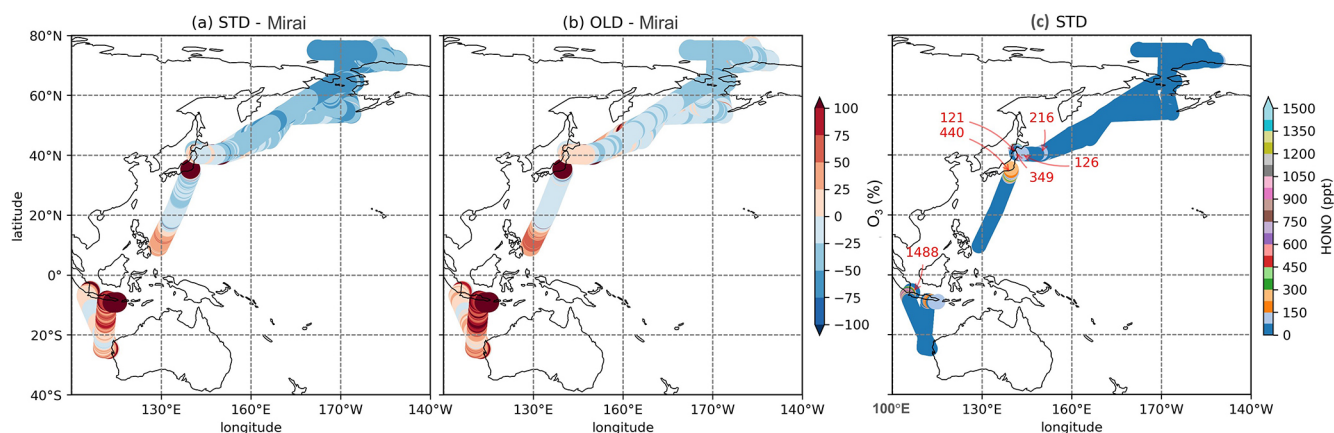 (a) STD - Mirai
(b) OLD - Mirai
(c) STD
80°N
60°N
40°N
20°N
0°
20°S
40°S
latitude
130°E
160°E
170°W
140°W
longitude
130°E
160°E
170°W
140°W
longitude
100
75
50
25
0
−25
−50
−75
−100
O₃ (%)
121
440
216
126
349
1488
100°E
130°E
160°E
170°W
140°W
longitude
1500
1350
1200
1050
900
750
600
450
300
150
0
HONO (ppt)